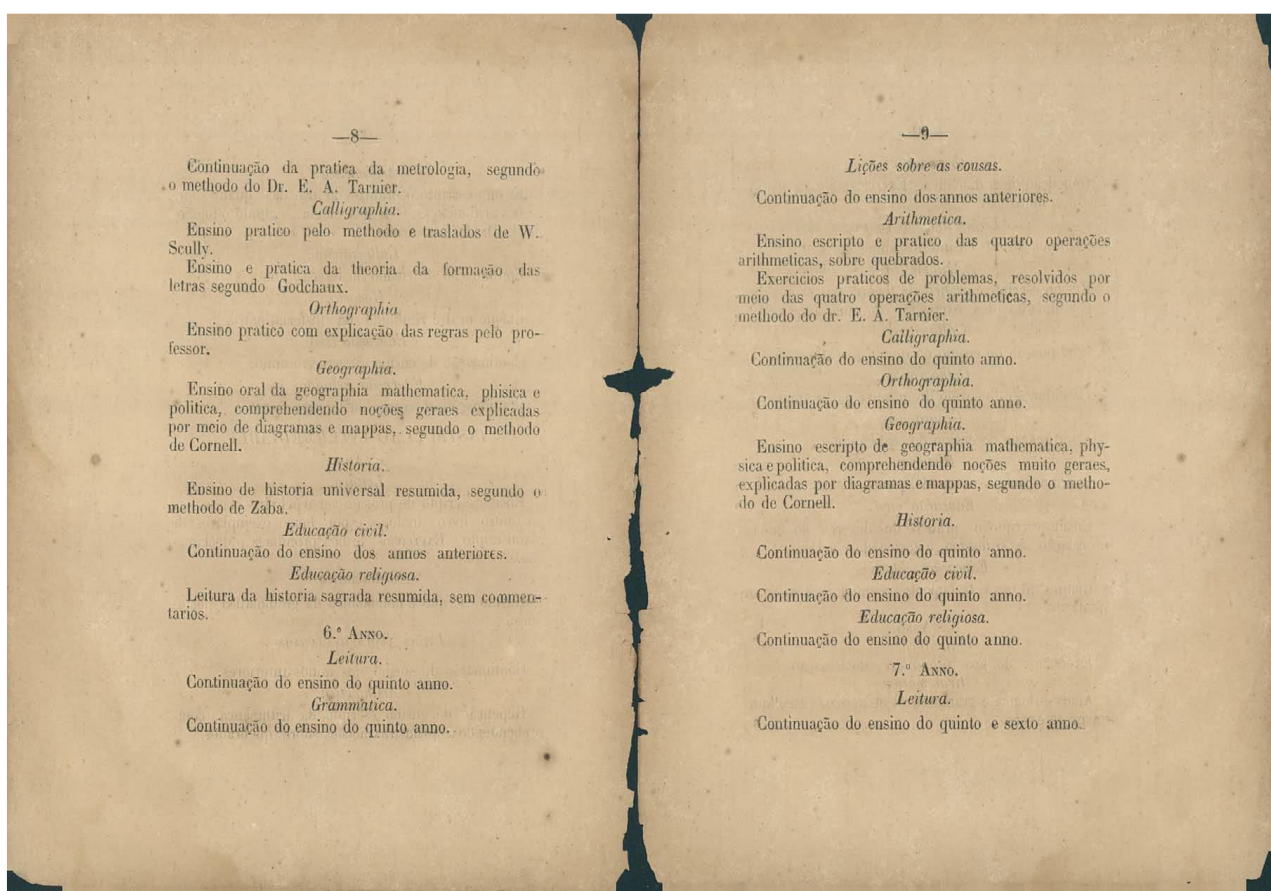 —8—
Continuação da pratica da metrologia, segundo
o methodo do Dr. E. A. Tarnier.
Calligraphia.
Ensino pratico pelo methodo e traslados de W.
Scully.
Ensino e pratica da theoria da formação das
letras segundo Godchaux.
Orthographia
Ensino pratico com explicação das regras pelo pro-
fessor.
Geographia.
Ensino oral da geographia mathematica, phisica e
politica, comprehendendo noções geraes explicadas
por meio de diagramas e mappas, segundo o methodo
de Cornell.
Historia.
Ensino de historia universal resumida, segundo o
methodo de Zaba.
Educação civil.
Continuação do ensino dos annos anteriores.
Educação religiosa.
Leitura da historia sagrada resumida, sem commen-
tarios.
6.º ANNO.
Leitura.
Continuação do ensino do quinto anno.
Grammatica.
Continuação do ensino do quinto anno.
—9—
Lições sobre as cousas.
Continuação do ensino dos annos anteriores.
Arithmetica.
Ensino escripto e pratico das quatro operações
arithmeticas, sobre quebrados.
Exercicios praticos de problemas, resolvidos por
meio das quatro operações arithmeticas, segundo o
methodo do dr. E. A. Tarnier.
Calligraphia.
Continuação do ensino do quinto anno.
Orthographia.
Continuação do ensino do quinto anno.
Geographia.
Ensino escripto de geographia mathematica, phy-
sica e politica, comprehendendo noções muito geraes,
explicadas por diagramas e mappas, segundo o metho-
do de Cornell.
Historia.
Continuação do ensino do quinto anno.
Educação civil.
Continuação do ensino do quinto anno.
Educação religiosa.
Continuação do ensino do quinto anno.
7.º ANNO.
Leitura.
Continuação do ensino do quinto e sexto anno.